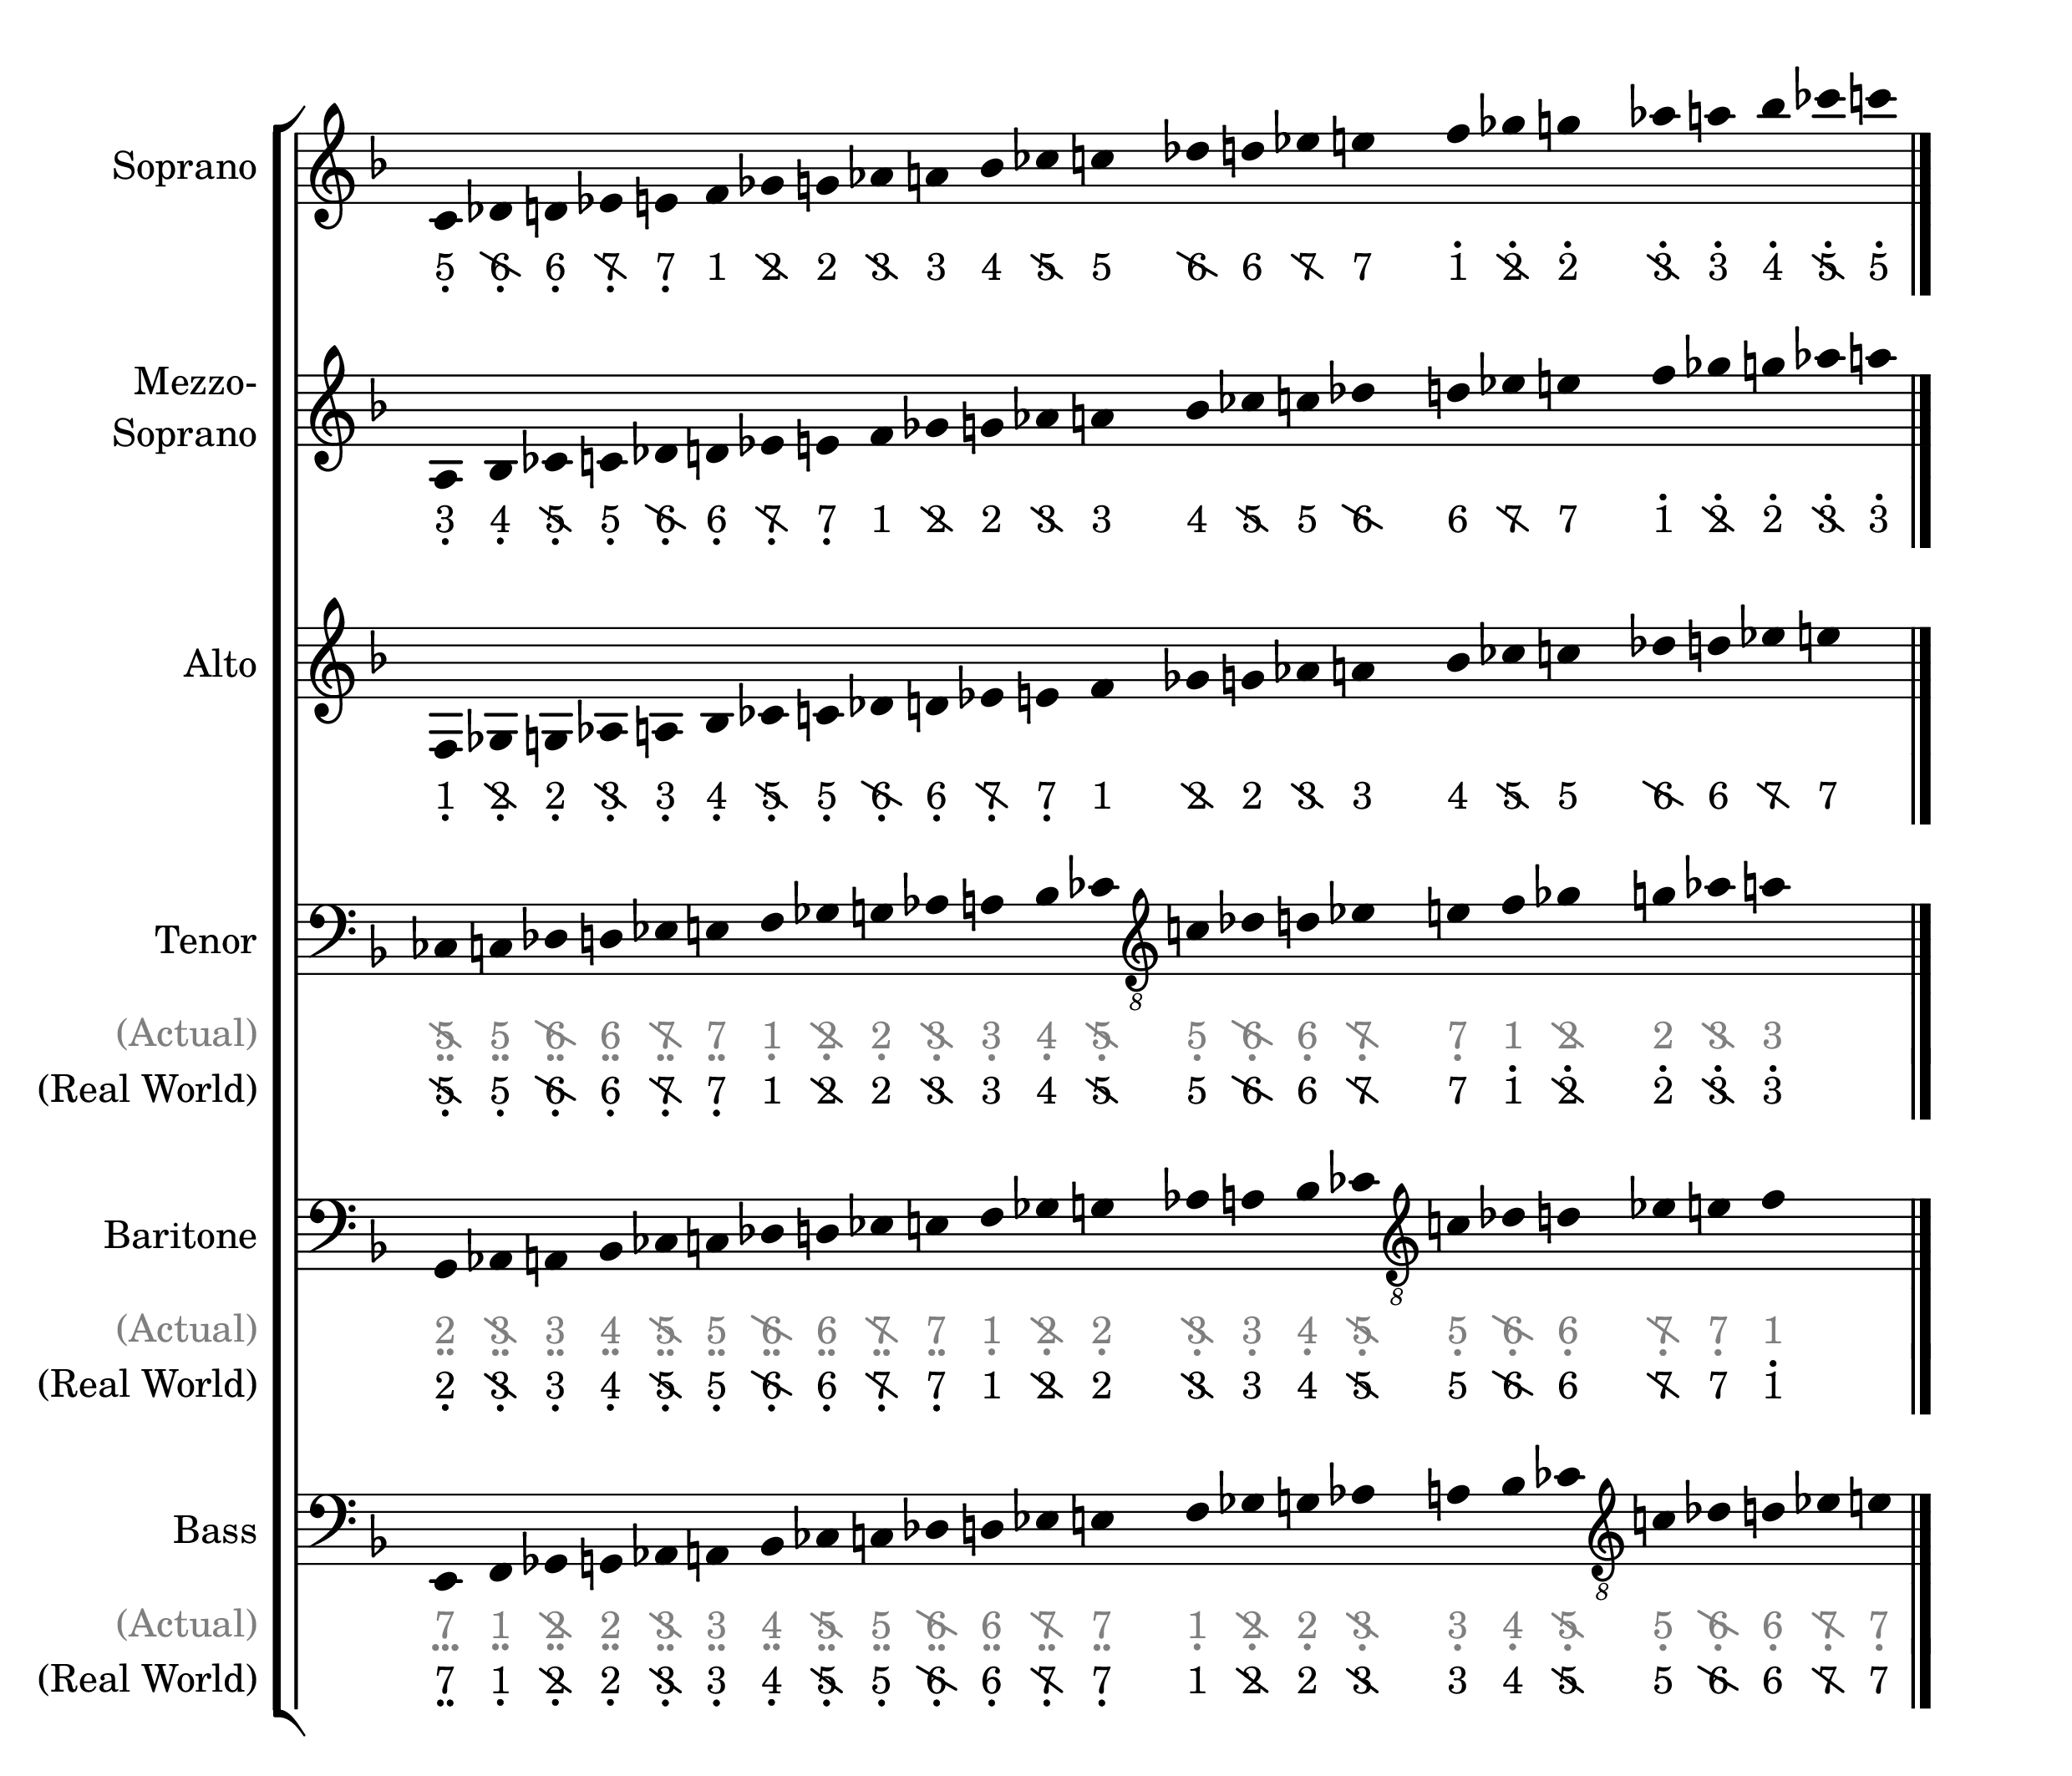 Soprano
5̣ 6̸̣ 6̣ 7̸̣ 7̣ 1 2̸ 2 3̸ 3 4 5̸ 5 6̸ 6 7̸ 7 1̇ 2̸̇ 2̇ 3̸̇ 3̇ 4̇ 5̸̇ 5̇
Mezzo-
Soprano
3̣ 4̣ 5̸̣ 5̣ 6̸̣ 6̣ 7̸̣ 7̣ 1 2̸ 2 3̸ 3 4 5̸ 5 6̸ 6 7̸ 7 1̇ 2̸̇ 2̇ 3̸̇ 3̇
Alto
1̣ 2̸̣ 2̣ 3̸̣ 3̣ 4̣ 5̸̣ 5̣ 6̸̣ 6̣ 7̸̣ 7̣ 1 2̸ 2 3̸ 3 4 5̸ 5 6̸ 6 7̸ 7
Tenor
8
(Actual) 5̸̤ 5̤ 6̸̤ 6̤ 7̸̤ 7̤ 1̣ 2̸̣ 2̣ 3̸̣ 3̣ 4̣ 5̸̣ 5̣ 6̸̣ 6̣ 7̸̣ 7̣ 1 2̸ 2 3̸ 3
(Real World) 5̸̣ 5̣ 6̸̣ 6̣ 7̸̣ 7̣ 1 2̸ 2 3̸ 3 4 5̸ 5 6̸ 6 7̸ 7 1̇ 2̸̇ 2̇ 3̸̇ 3̇
Baritone
8
(Actual) 2̤ 3̸̤ 3̤ 4̤ 5̸̤ 5̤ 6̸̤ 6̤ 7̸̤ 7̤ 1̣ 2̸̣ 2̣ 3̸̣ 3̣ 4̣ 5̸̣ 5̣ 6̸̣ 6̣ 7̸̣ 7̣ 1
(Real World) 2̣ 3̸̣ 3̣ 4̣ 5̸̣ 5̣ 6̸̣ 6̣ 7̸̣ 7̣ 1 2̸ 2 3̸ 3 4 5̸ 5 6̸ 6 7̸ 7 1̇
Bass
8
(Actual) 7̤̣ 1̤ 2̸̤ 2̤ 3̸̤ 3̤ 4̤ 5̸̤ 5̤ 6̸̤ 6̤ 7̸̤ 7̤ 1̣ 2̸̣ 2̣ 3̸̣ 3̣ 4̣ 5̸̣ 5̣ 6̸̣ 6̣ 7̸̣ 7̣
(Real World) 7̤ 1̣ 2̸̣ 2̣ 3̸̣ 3̣ 4̣ 5̸̣ 5̣ 6̸̣ 6̣ 7̸̣ 7̣ 1 2̸ 2 3̸ 3 4 5̸ 5 6̸ 6 7̸ 7